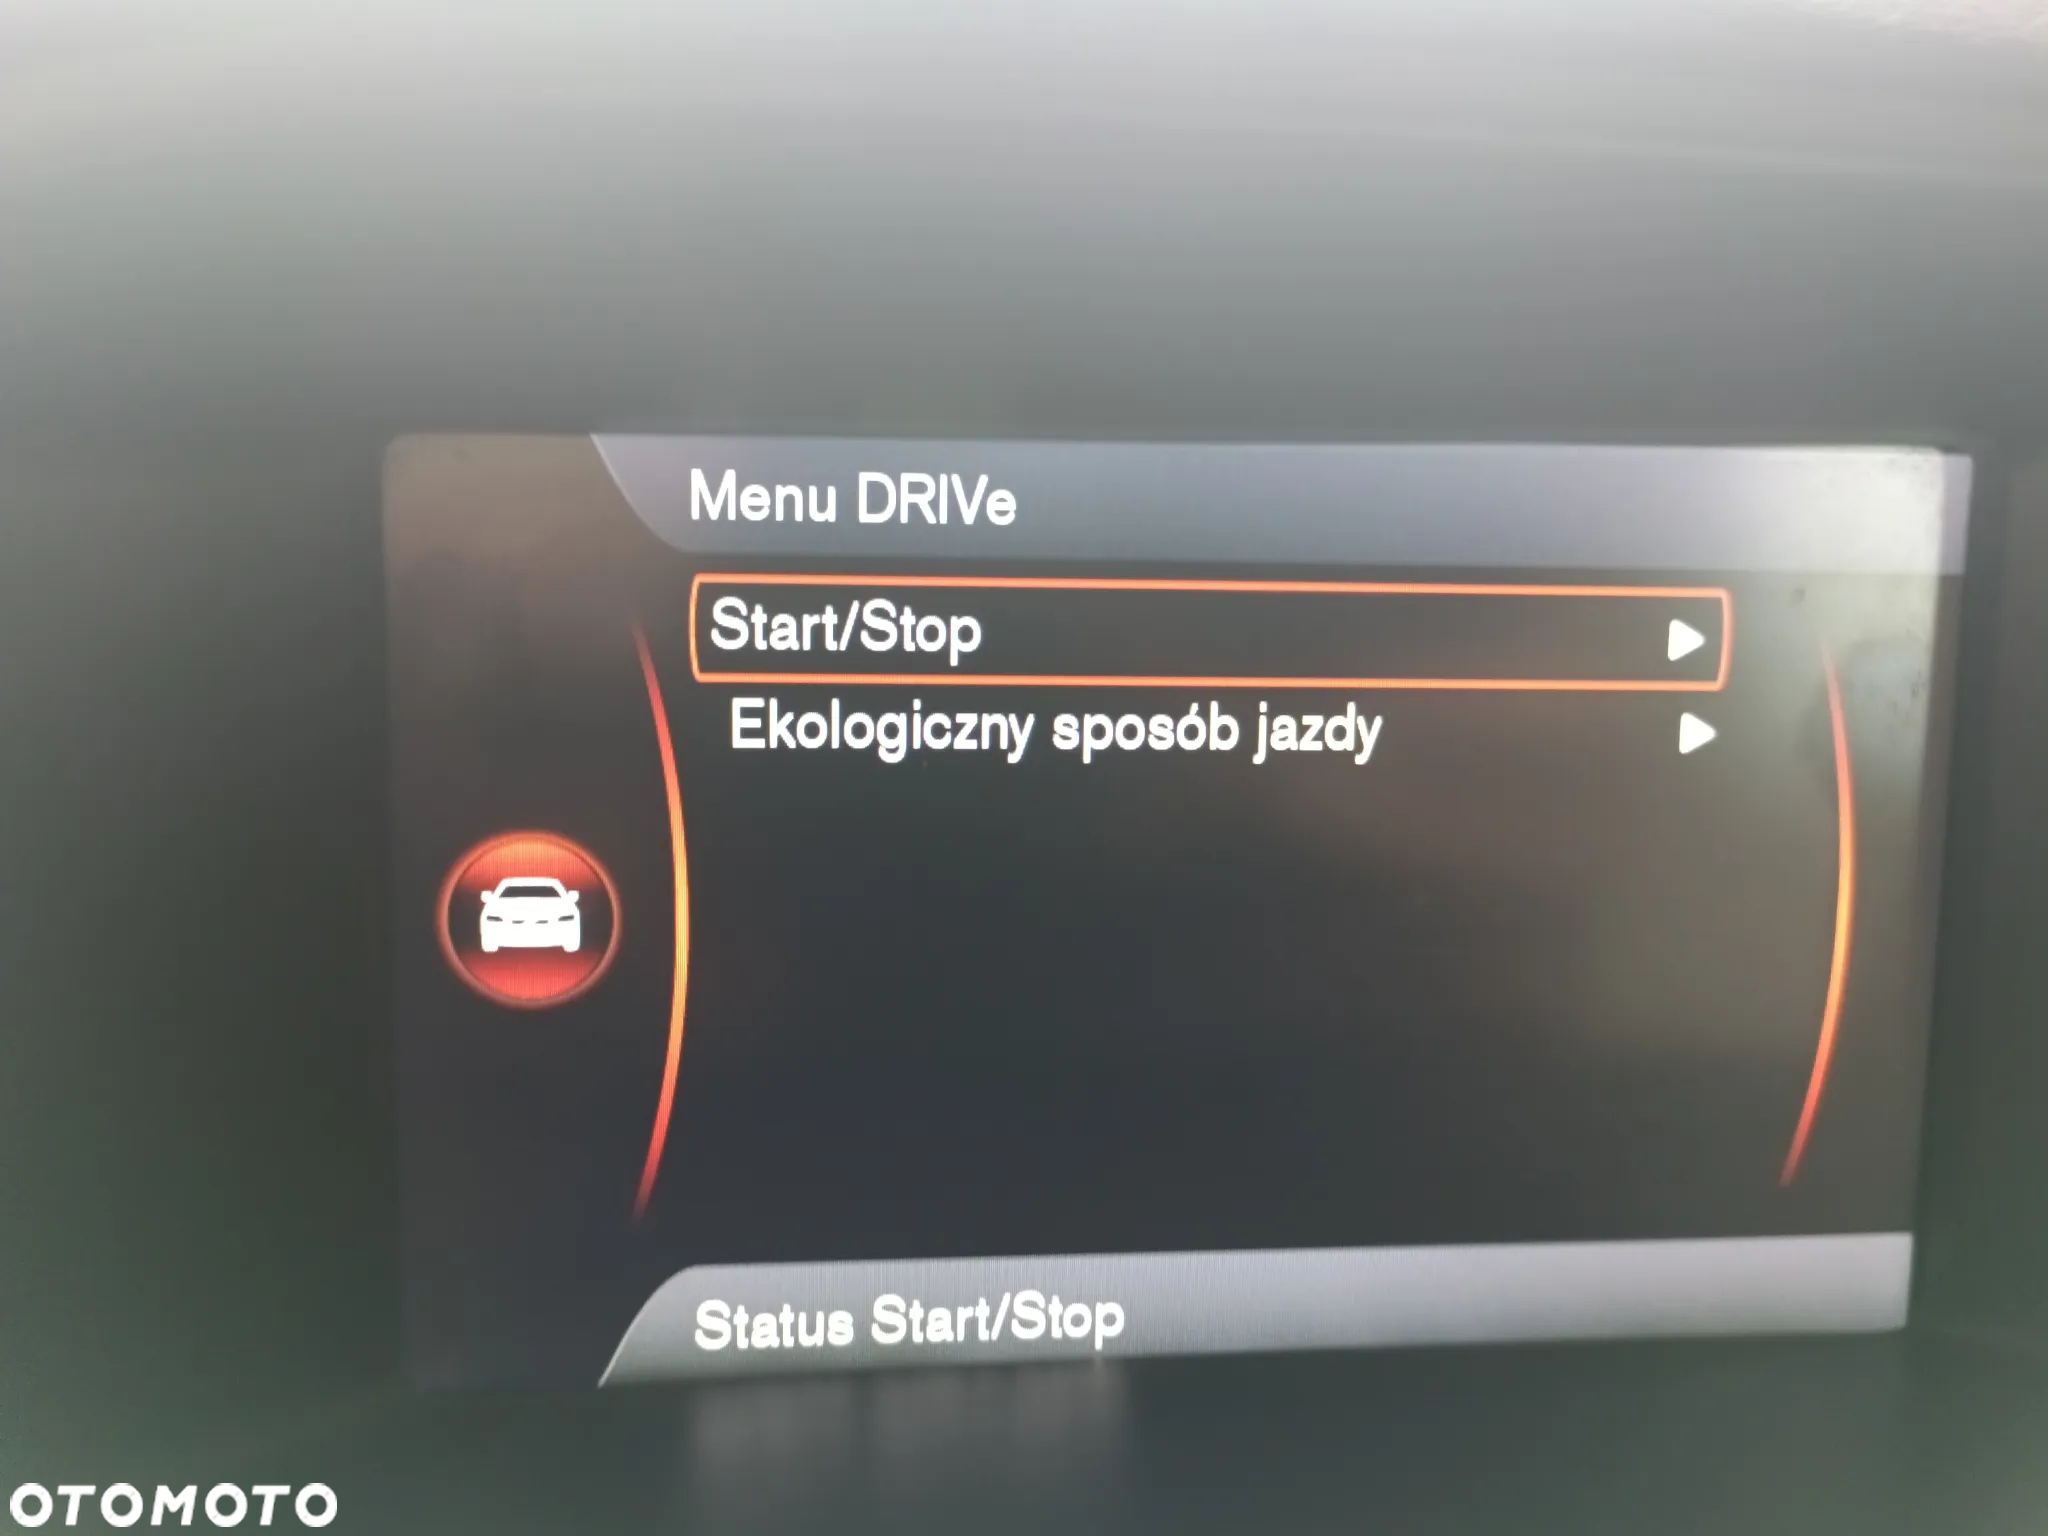 Menu DRIVe
Start/Stop
Ekologiczny sposób jazdy
Status Start/Stop
OTOMOTO